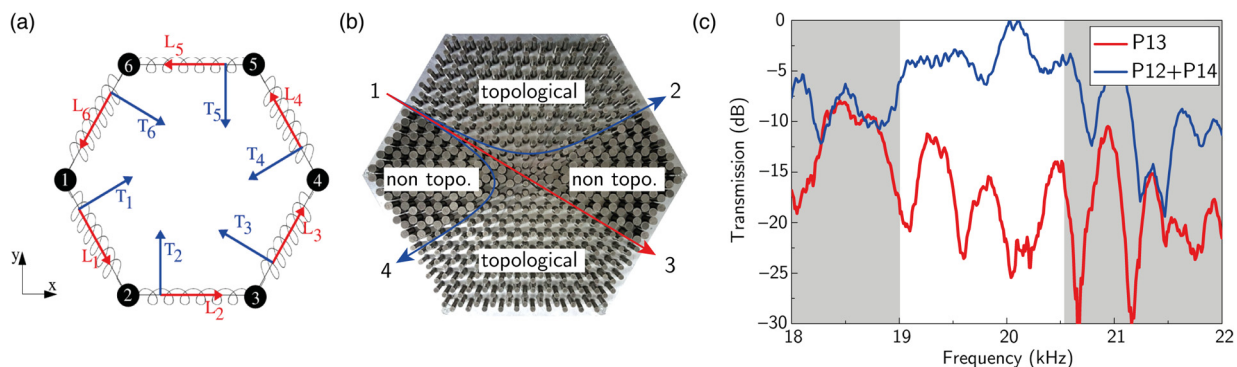 (a)
L5
6
5
L6
T6
T5
L4
T4
1
4
T1
T3
L1
T2
L3
y
x
2
3
L2
(b)
topological
1
2
non topo.
non topo.
4
topological
3
(c)
0
P13
P12+P14
−5
−10
−15
−20
−25
−30
Transmission (dB)
18 19 20 21 22
Frequency (kHz)